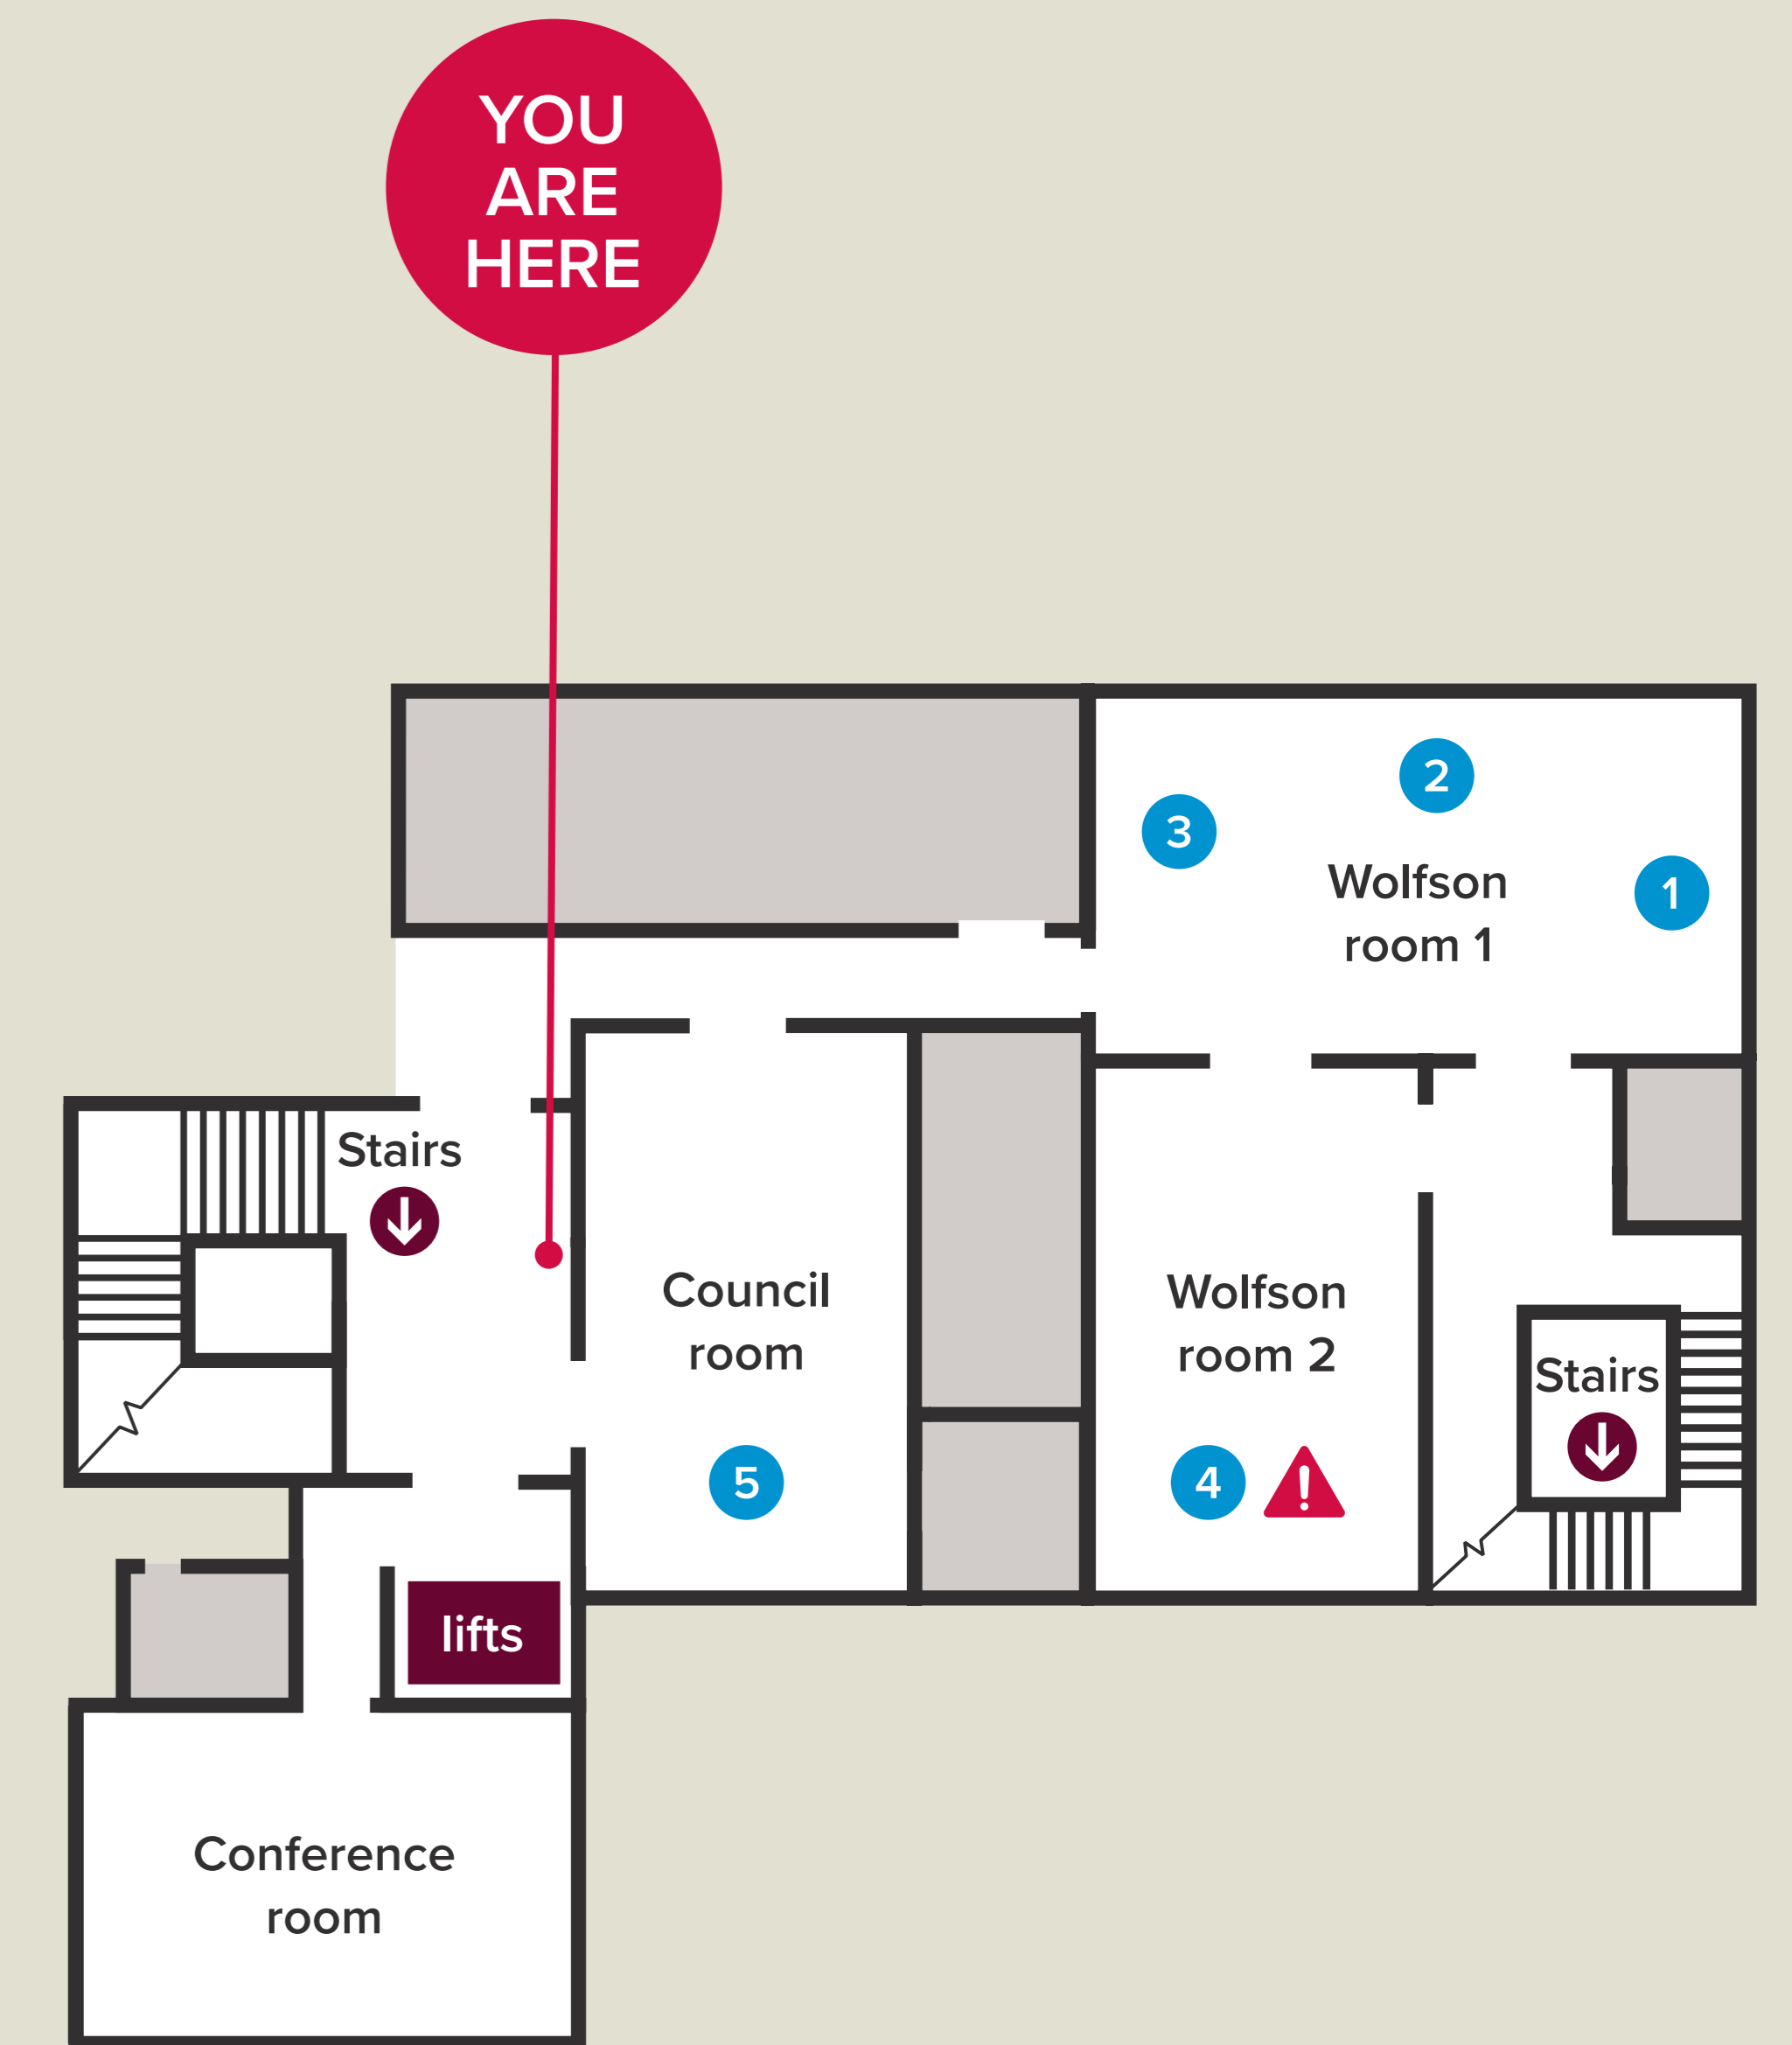 YOU
ARE
HERE
2
3
1
Wolfson
room 1
Stairs
Council
room
Wolfson
room 2
Stairs
5
4
!
lifts
Conference
room